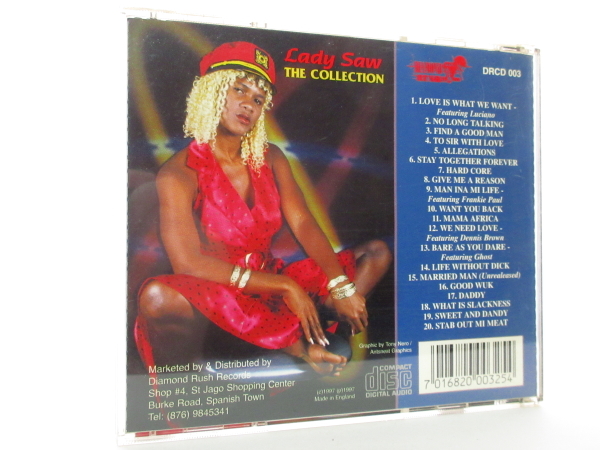 Lady Saw
THE COLLECTION
DRCD 003
1. LOVE IS WHAT WE WANT -
Featuring Luciano
2. NO LONG TALKING
3. FIND A GOOD MAN
4. TO SIR WITH LOVE
5. ALLEGATIONS
6. STAY TOGETHER FOREVER
7. HARD CORE
8. GIVE ME A REASON
9. MAN INA MI LIFE -
Featuring Frankie Paul
10. WANT YOU BACK
11. MAMA AFRICA
12. WE NEED LOVE -
Featuring Dennis Brown
13. BARE AS YOU DARE -
Featuring Ghost
14. LIFE WITHOUT DICK
15. MARRIED MAN (Unrealeased)
16. GOOD WUK
17. DADDY
18. WHAT IS SLACKNESS
19. SWEET AND DANDY
20. STAB OUT MI MEAT
Graphic by Tony Nero /
Antonerd Graphics
Marketed by & Distributed by
Diamond Rush Records
Shop #4, St Jago Shopping Center
Burke Road, Spanish Town
Tel: (876) 9845341
Made in England
COMPACT
disc
DIGITAL AUDIO
7 016820 003254